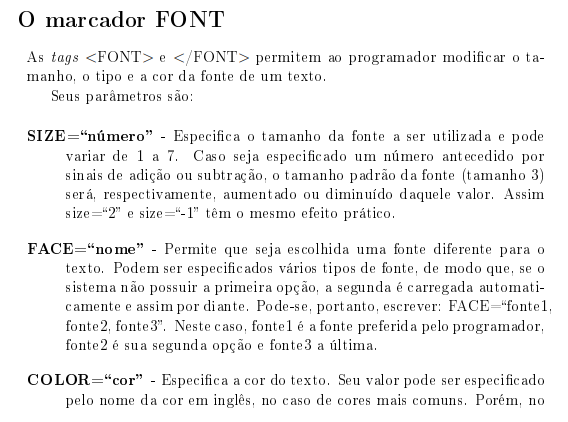 O marcador FONT
As tags <FONT> e </FONT> permitem ao programador modificar o ta-
manho, o tipo e a cor da fonte de um texto.
Seus parâmetros são:
SIZE=“número” - Especifica o tamanho da fonte a ser utilizada e pode
variar de 1 a 7. Caso seja especificado um número antecedido por
sinais de adição ou subtração, o tamanho padrão da fonte (tamanho 3)
será, respectivamente, aumentado ou diminuído daquele valor. Assim
size=“2” e size=“-1” têm o mesmo efeito prático.
FACE=“nome” - Permite que seja escolhida uma fonte diferente para o
texto. Podem ser especificados vários tipos de fonte, de modo que, se o
sistema não possuir a primeira opção, a segunda é carregada automati-
camente e assim por diante. Pode-se, portanto, escrever: FACE=“fonte1,
fonte2, fonte3”. Neste caso, fonte1 é a fonte preferida pelo programador,
fonte2 é sua segunda opção e fonte3 a última.
COLOR=“cor” - Especifica a cor do texto. Seu valor pode ser especificado
pelo nome da cor em inglês, no caso de cores mais comuns. Porém, no